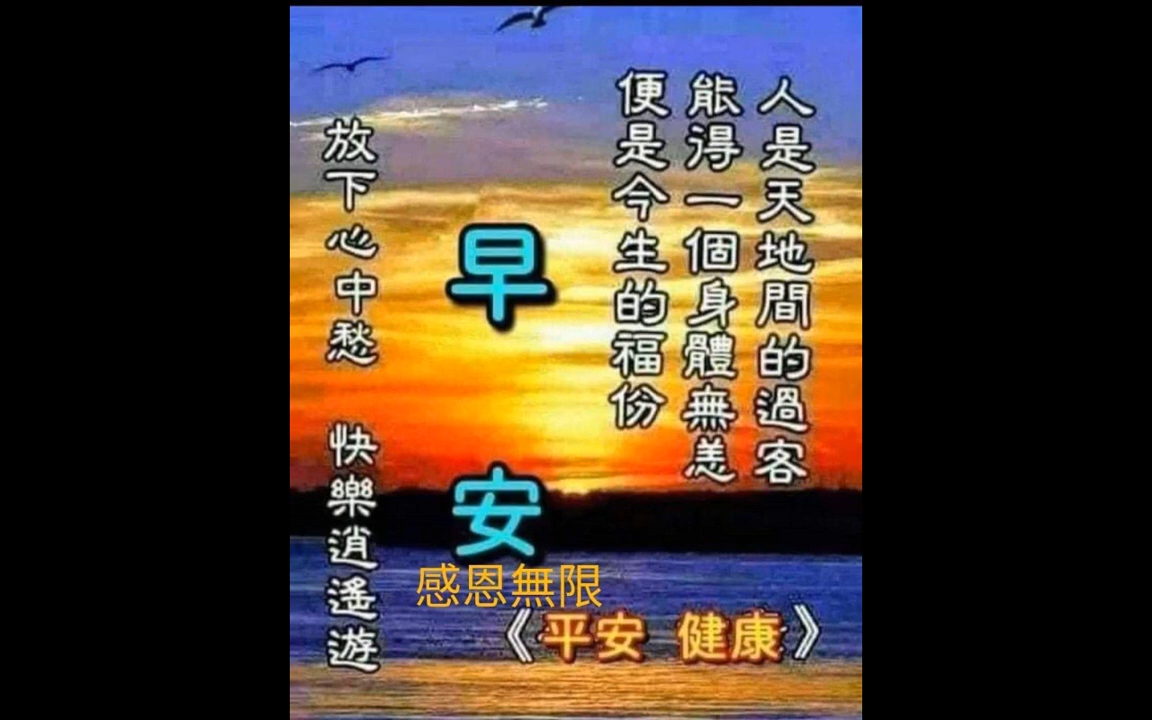 人是天地間的過客
能得一個身體無恙
便是今生的福份
早安
放下心中愁 快樂逍遙遊
感恩無限
《平安 健康》